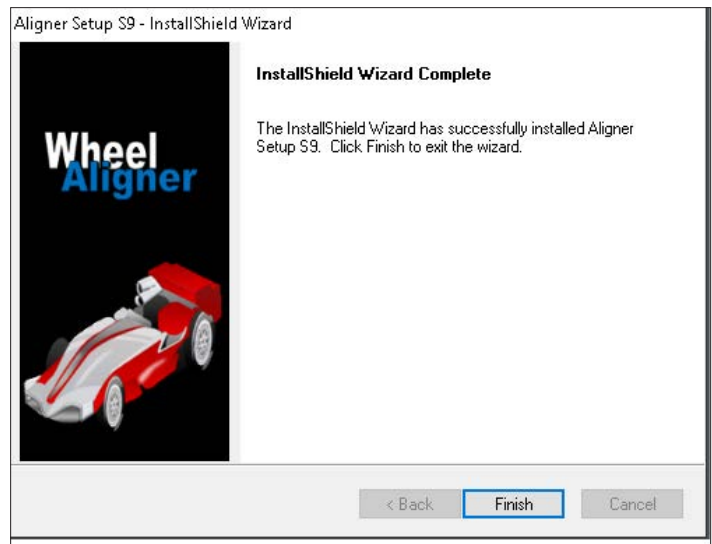 Aligner Setup S9 - InstallShield Wizard
InstallShield Wizard Complete
The InstallShield Wizard has successfully installed Aligner
Setup S9.  Click Finish to exit the wizard.
Wheel
Aligner
< Back
Finish
Cancel